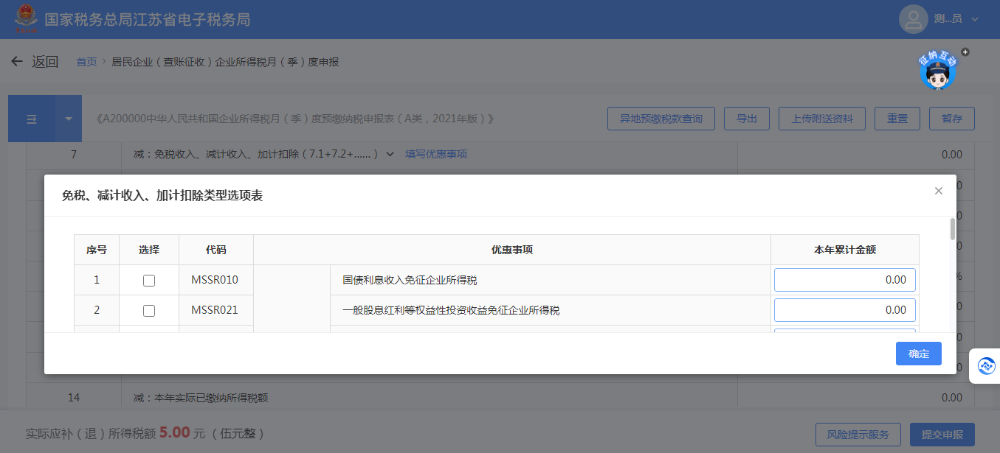 国家税务总局江苏省电子税务局
测...员
返回 首页 › 居民企业（查账征收）企业所得税月（季）度申报
征纳互动
《A200000中华人民共和国企业所得税月（季）度预缴纳税申报表（A类，2021年版）》 异地预缴税款查询 导出 上传附送资料 重置 暂存
7 减：免税收入、减计收入、加计扣除（7.1+7.2+......） 填写优惠事项 0.00
免税、减计收入、加计扣除类型选项表 ×
序号 选择 代码 优惠事项 本年累计金额
1 MSSR010 国债利息收入免征企业所得税 0.00
2 MSSR021 一般股息红利等权益性投资收益免征企业所得税 0.00
确定
14 减：本年实际已缴纳所得税额 0.00
实际应补（退）所得税额 5.00 元 （ 伍元整 ） 风险提示服务 提交申报